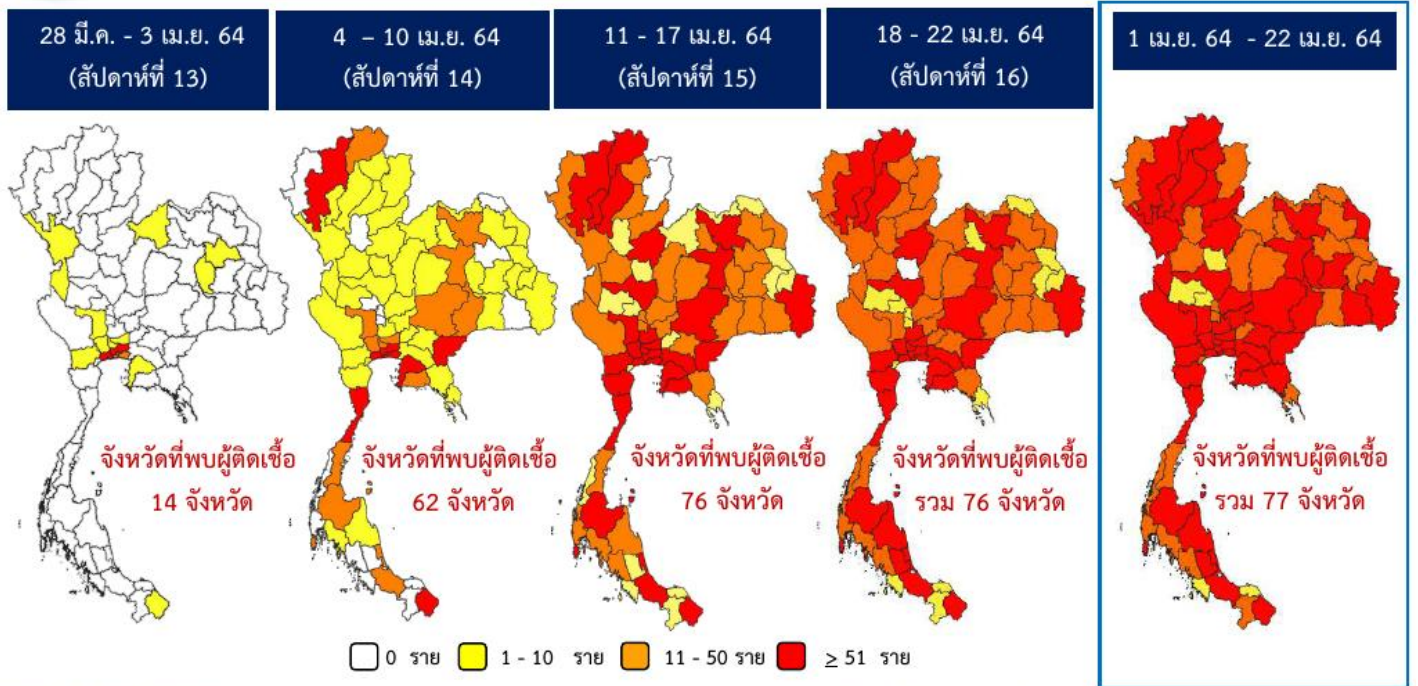 28 มี.ค. - 3 เม.ย. 64
(สัปดาห์ที่ 13)
4 – 10 เม.ย. 64
(สัปดาห์ที่ 14)
11 - 17 เม.ย. 64
(สัปดาห์ที่ 15)
18 - 22 เม.ย. 64
(สัปดาห์ที่ 16)
1 เม.ย. 64 - 22 เม.ย. 64
จังหวัดที่พบผู้ติดเชื้อ
14 จังหวัด
จังหวัดที่พบผู้ติดเชื้อ
62 จังหวัด
จังหวัดที่พบผู้ติดเชื้อ
76 จังหวัด
จังหวัดที่พบผู้ติดเชื้อ
รวม 76 จังหวัด
จังหวัดที่พบผู้ติดเชื้อ
รวม 77 จังหวัด
0 ราย 1 - 10 ราย 11 - 50 ราย ≥ 51 ราย